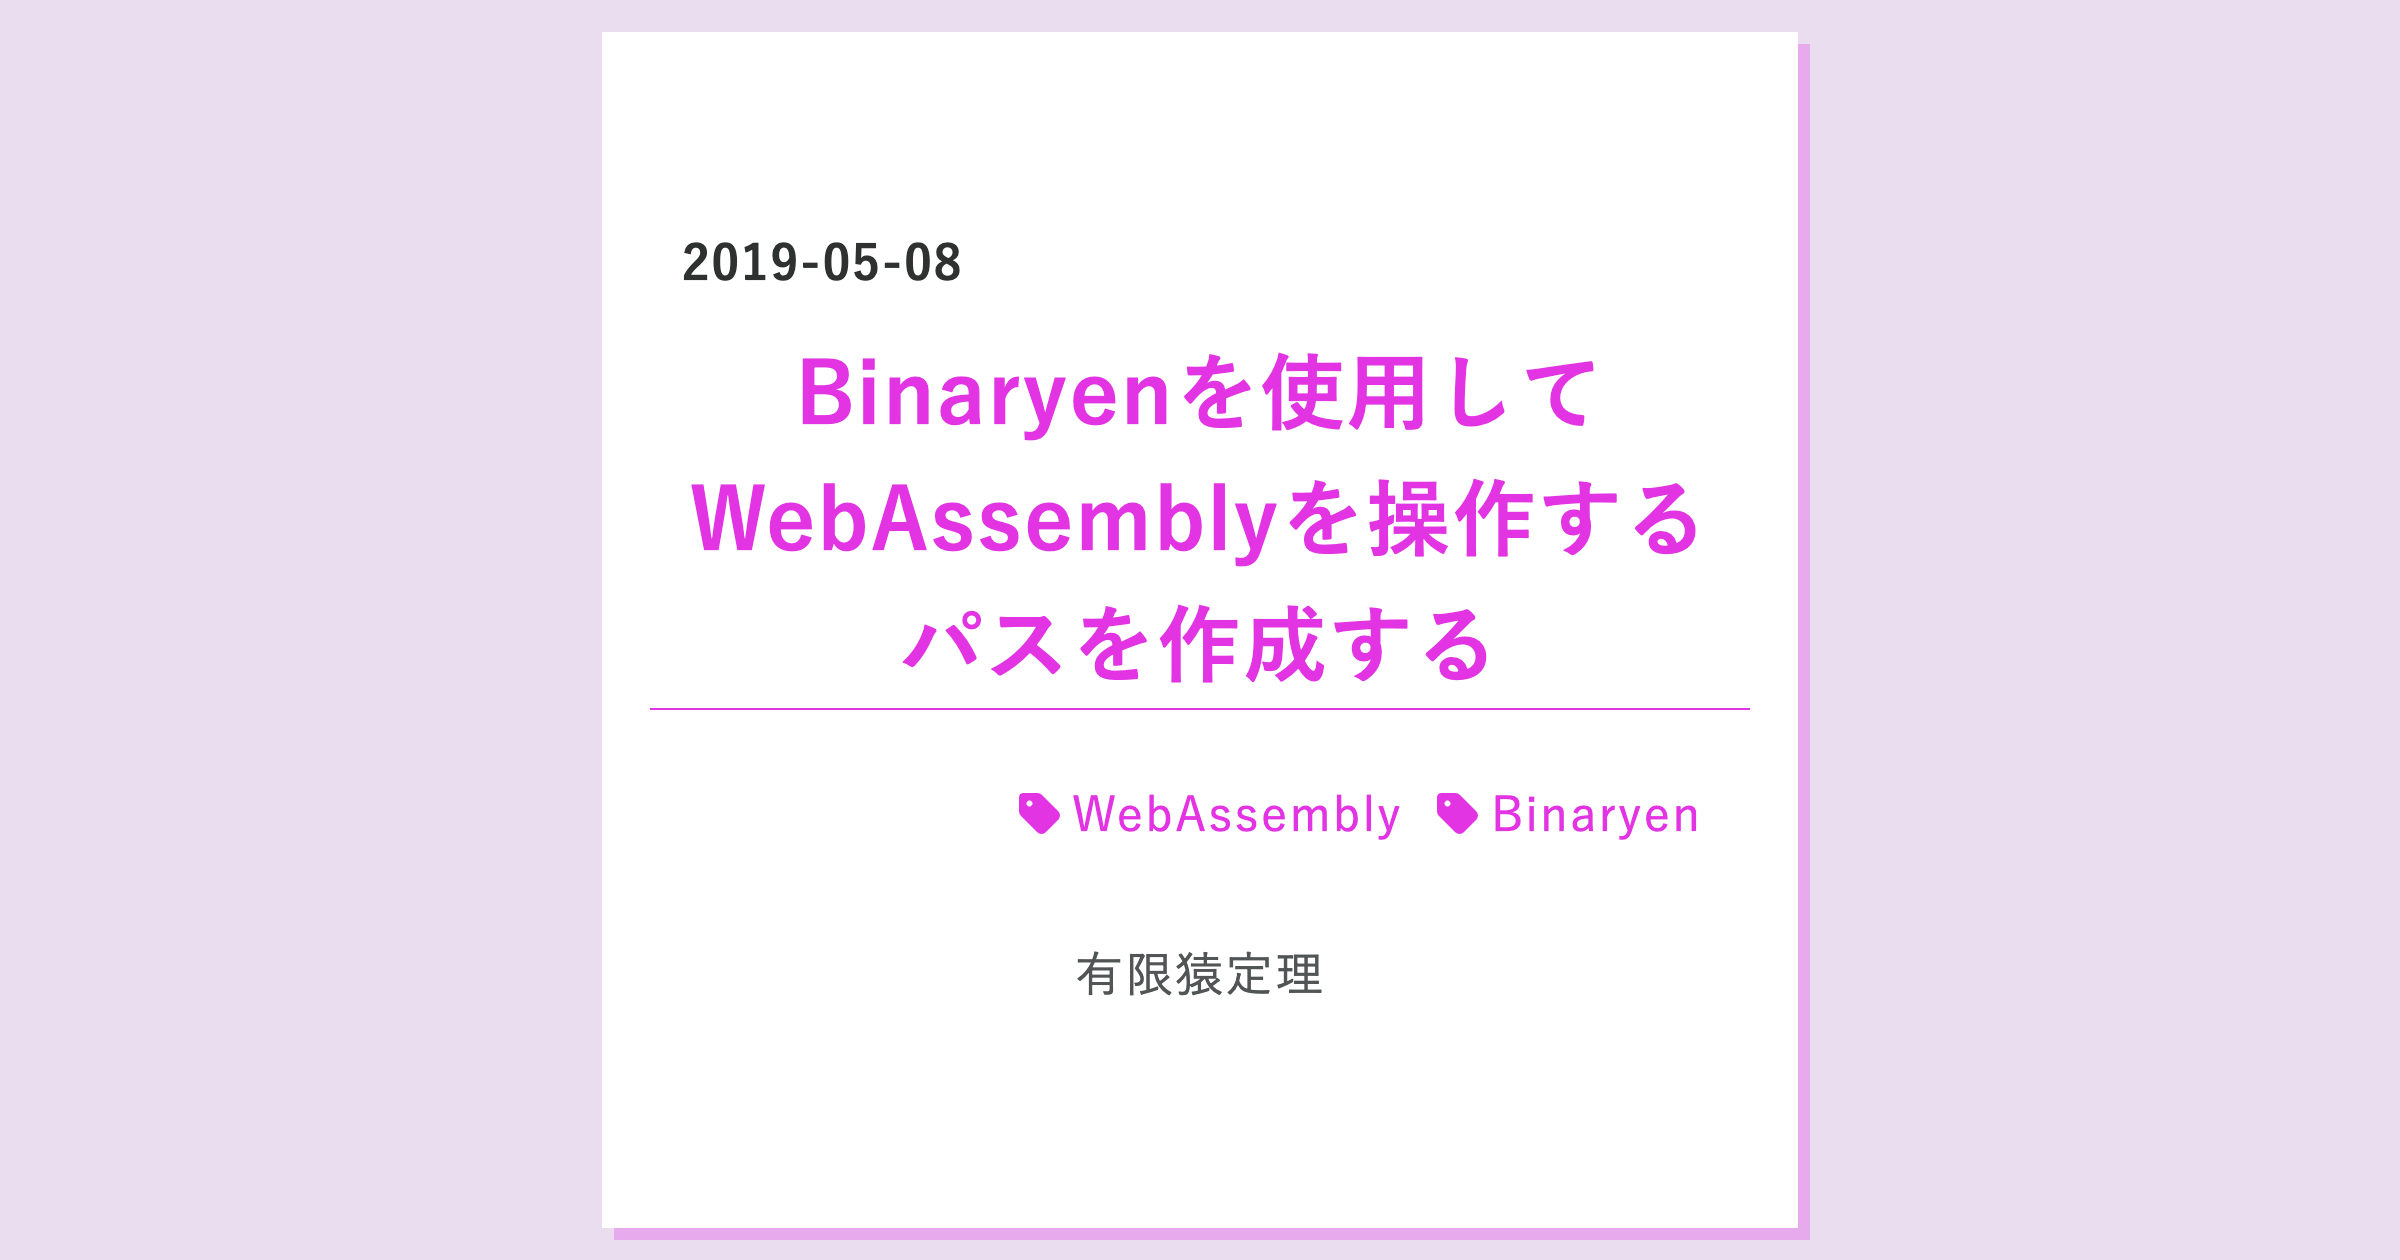 2019-05-08
Binaryenを使用して
WebAssemblyを操作する
パスを作成する
WebAssembly Binaryen
有限猿定理